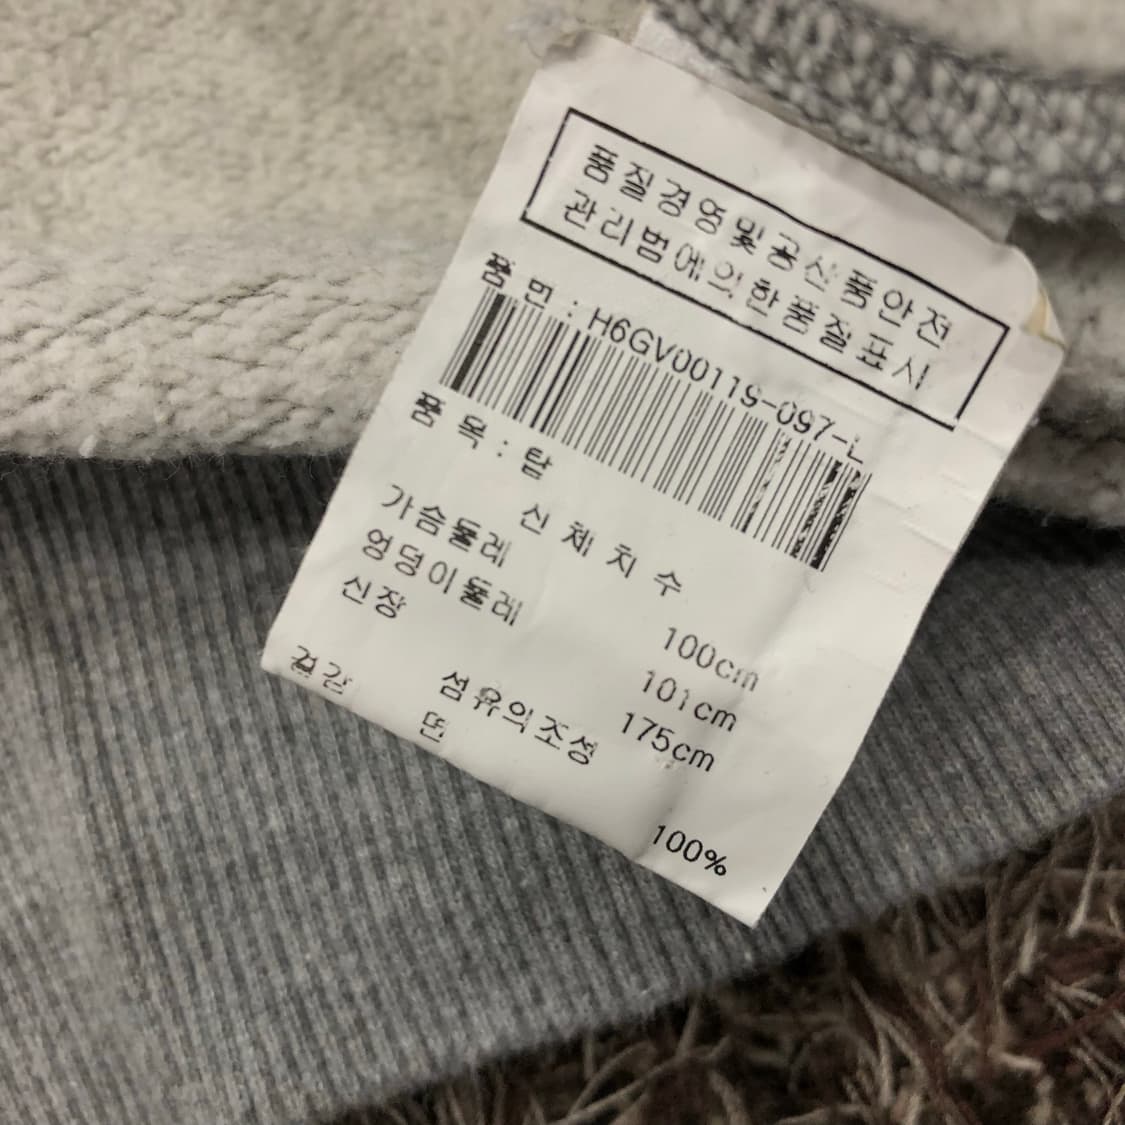 품질경영및공산품안전
관리법에의한품질표시
품 번 : H6GV00119-097-L
품 목 : 탑
신 체 치 수
가슴둘레 100cm
엉덩이둘레 101cm
신장 175cm
섬유의조성
겉감 면 100%